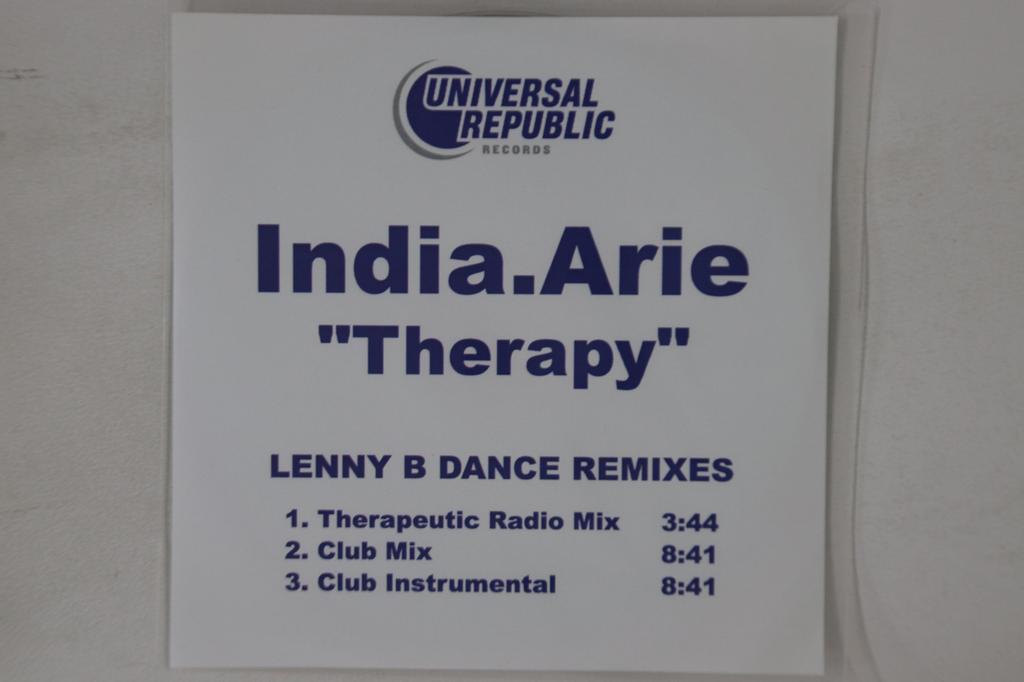 UNIVERSAL
REPUBLIC
RECORDS
India.Arie
"Therapy"
LENNY B DANCE REMIXES
1. Therapeutic Radio Mix 3:44
2. Club Mix 8:41
3. Club Instrumental 8:41